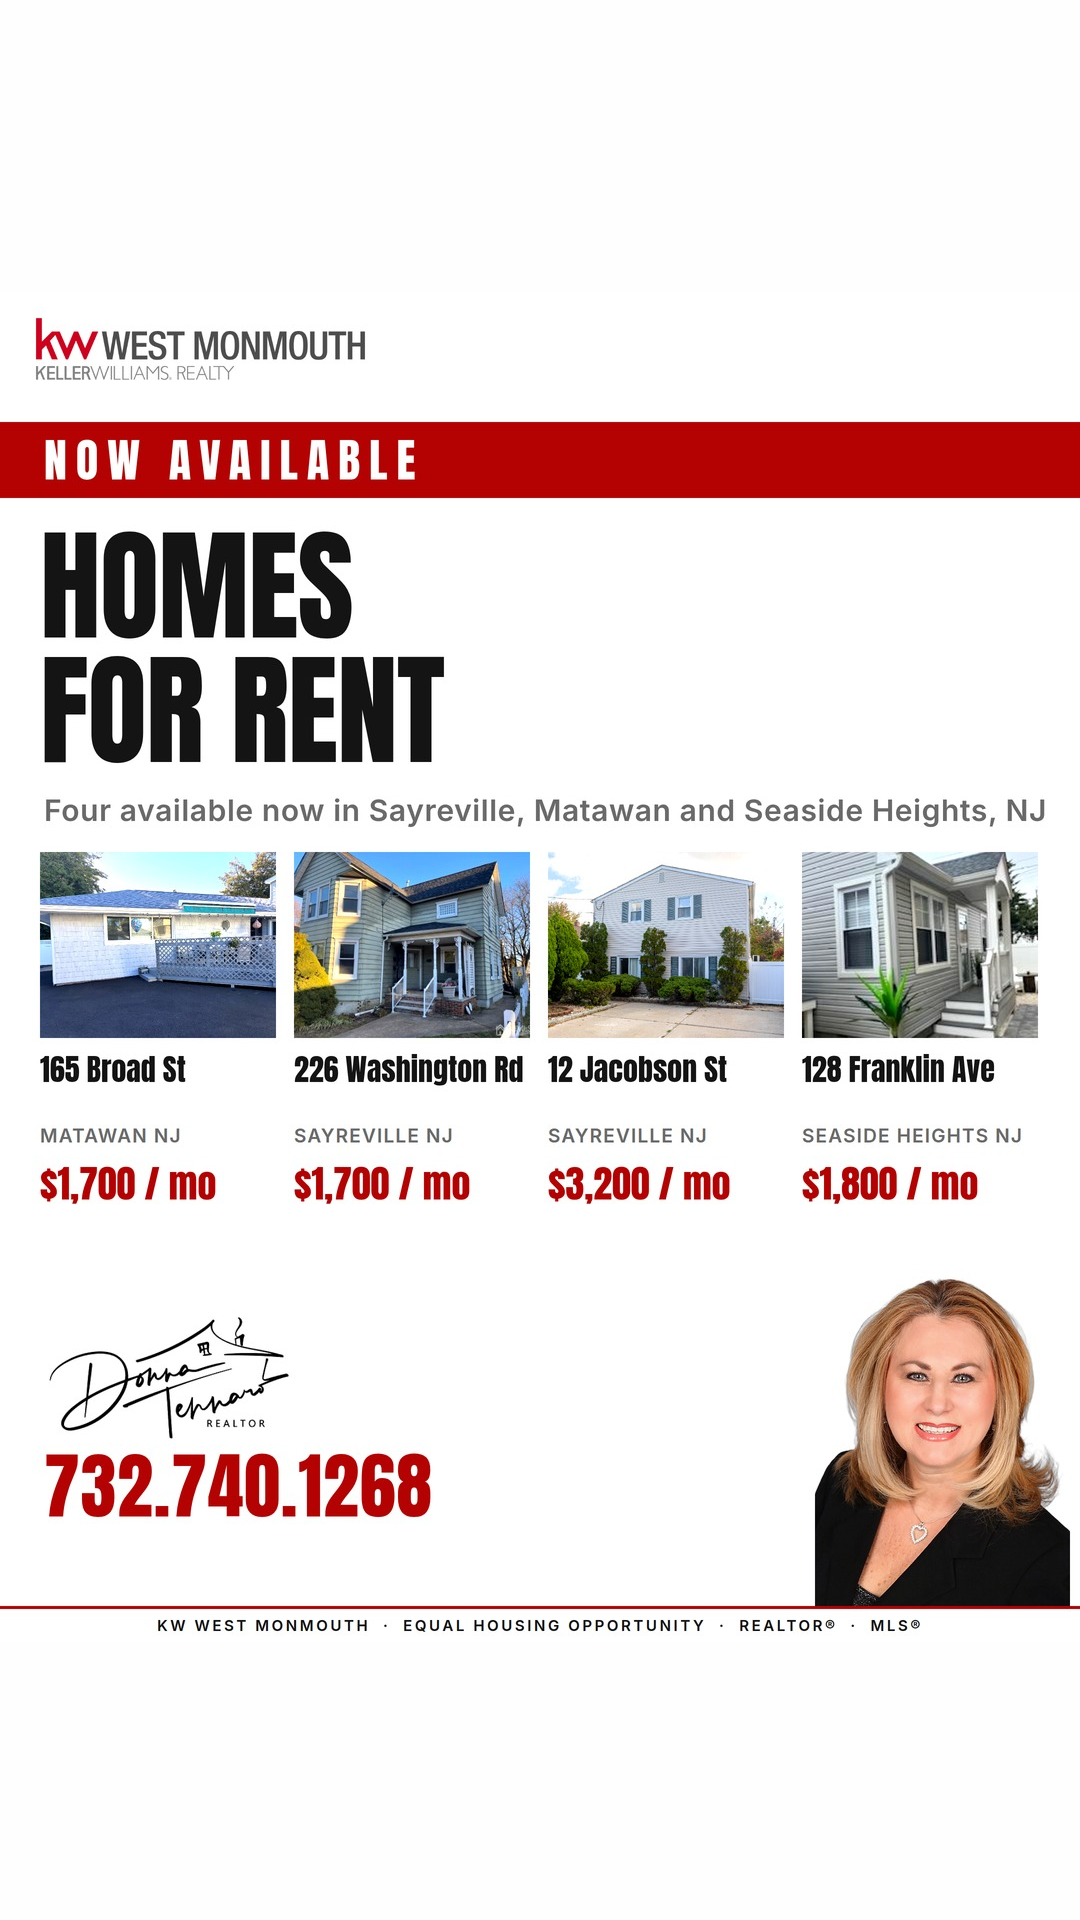 kw WEST MONMOUTH
KELLERWILLIAMS. REALTY
NOW AVAILABLE
HOMES
FOR RENT
Four available now in Sayreville, Matawan and Seaside Heights, NJ
165 Broad St
MATAWAN NJ
$1,700 / mo
226 Washington Rd
SAYREVILLE NJ
$1,700 / mo
12 Jacobson St
SAYREVILLE NJ
$3,200 / mo
128 Franklin Ave
SEASIDE HEIGHTS NJ
$1,800 / mo
Donna
Tennaro
REALTOR
732.740.1268
KW WEST MONMOUTH · EQUAL HOUSING OPPORTUNITY · REALTOR® · MLS®